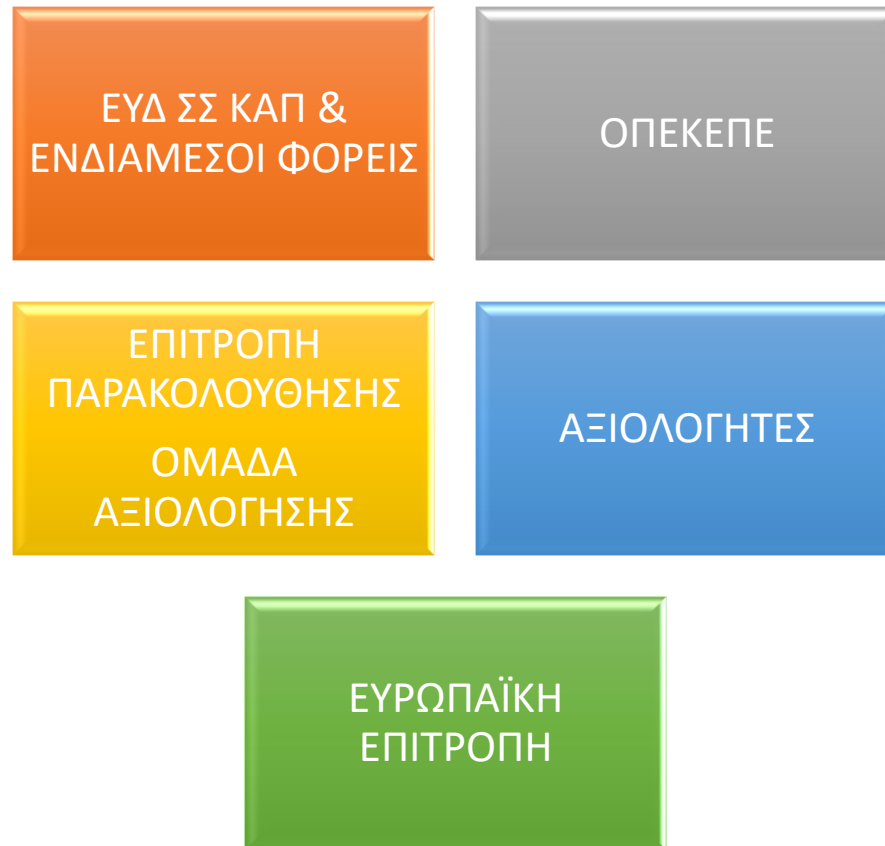 ΕΥΔ ΣΣ ΚΑΠ &
ΕΝΔΙΑΜΕΣΟΙ ΦΟΡΕΙΣ
ΟΠΕΚΕΠΕ
ΕΠΙΤΡΟΠΗ
ΠΑΡΑΚΟΛΟΥΘΗΣΗΣ
ΟΜΑΔΑ
ΑΞΙΟΛΟΓΗΣΗΣ
ΑΞΙΟΛΟΓΗΤΕΣ
ΕΥΡΩΠΑΪΚΗ
ΕΠΙΤΡΟΠΗ